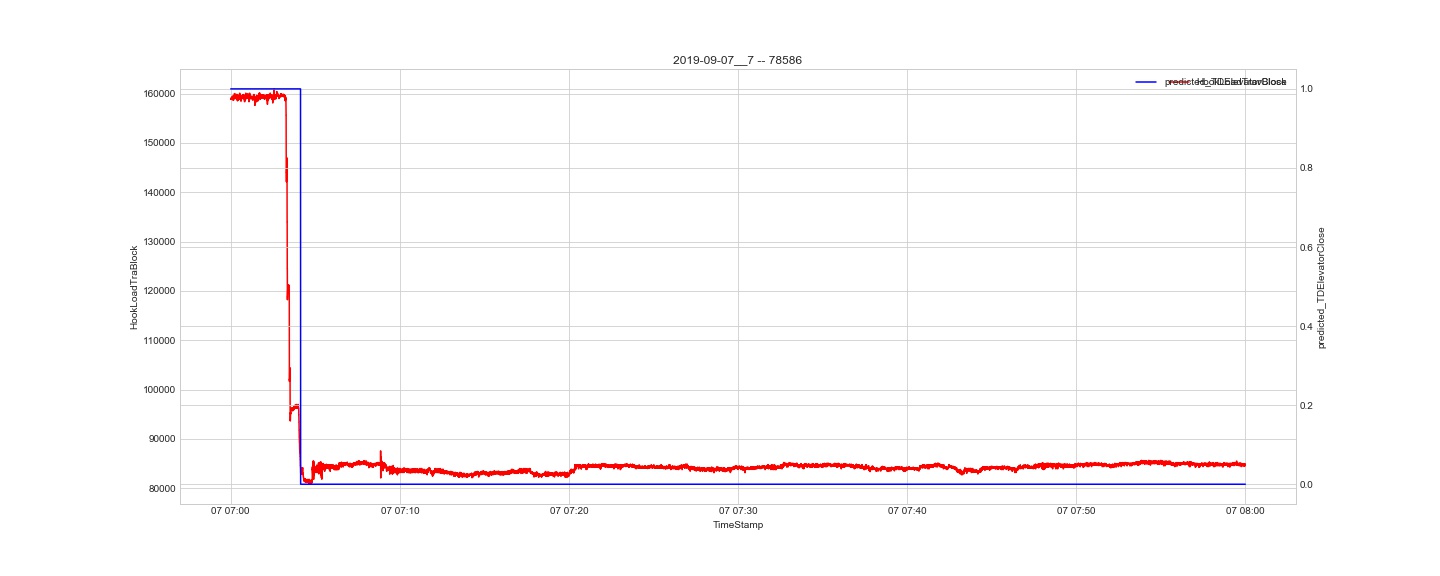 2019-09-07__7 -- 78586
predicted_TDElevatorClose
HookLoadTraBlock
160000
150000
140000
130000
120000
110000
100000
90000
80000
HookLoadTraBlock
1.0
0.8
0.6
0.4
0.2
0.0
predicted_TDElevatorClose
07 07:00 07 07:10 07 07:20 07 07:30 07 07:40 07 07:50 07 08:00
TimeStamp